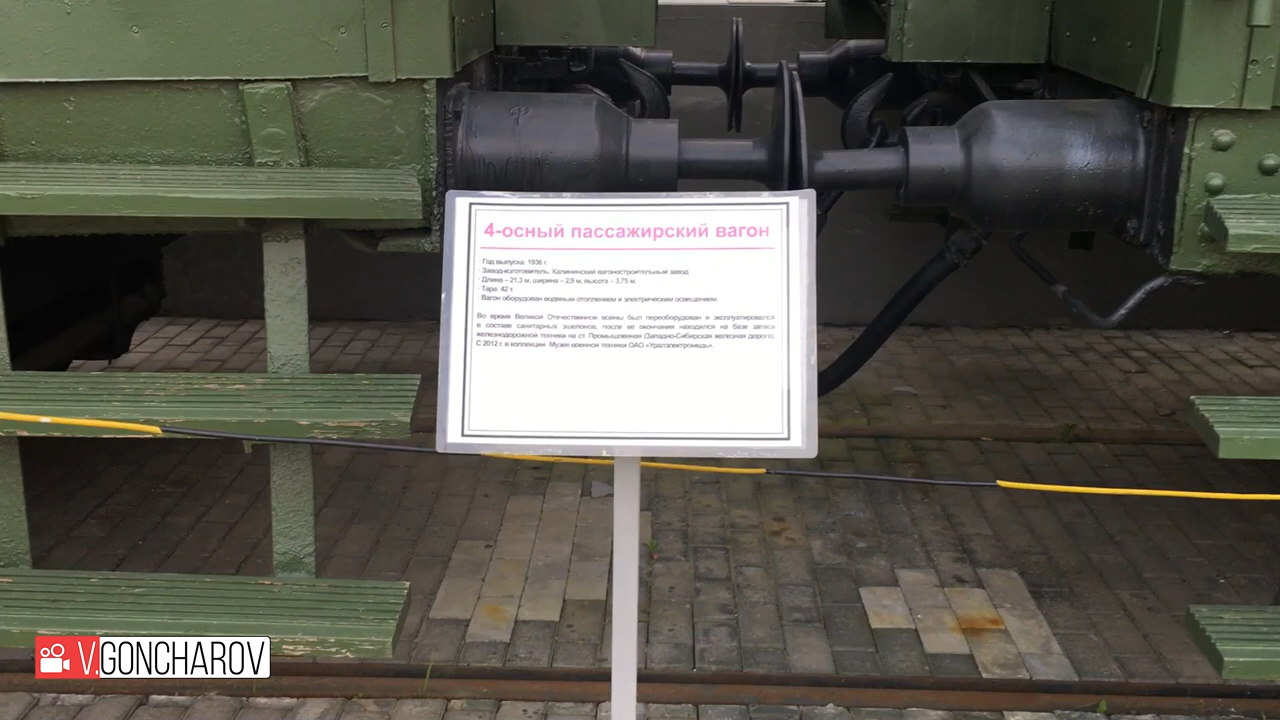 4-осный пассажирский вагон
· Год выпуска: 1936 г.
· Завод-изготовитель: Калининский вагоностроительный завод
· Длина – 21.3 м, ширина – 2,9 м, высота – 3,75 м.
· Тара: 42 т.
· Вагон оборудован водяным отоплением и электрическим освещением.
Во время Великой Отечественной войны был переоборудован и эксплуатировался
в составе санитарных эшелонов, после ее окончания находился на базе запаса
железнодорожной техники на ст. Промышленная (Западно-Сибирская железная дорога).
С 2012 г. в коллекции Музея военной техники ОАО «Уралэлектромедь».
V.GONCHAROV